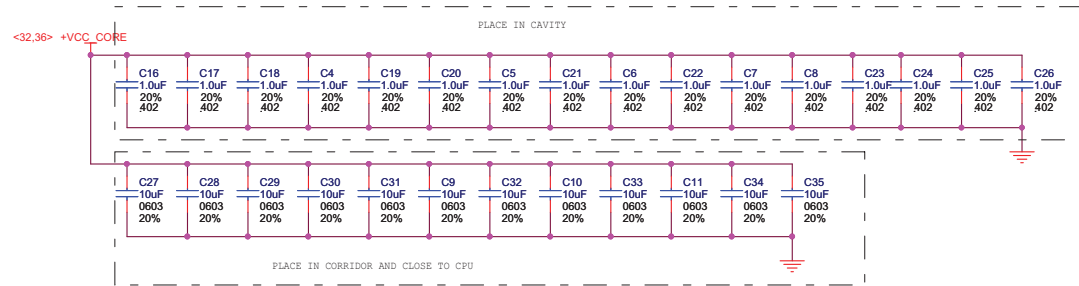 PLACE IN CAVITY
<32,36> +VCC_CORE
C16 C17 C18 C4 C19 C20 C5 C21 C6 C22 C7 C8 C23 C24 C25 C26
1.0uF 1.0uF 1.0uF 1.0uF 1.0uF 1.0uF 1.0uF 1.0uF 1.0uF 1.0uF 1.0uF 1.0uF 1.0uF 1.0uF 1.0uF 1.0uF
20% 20% 20% 20% 20% 20% 20% 20% 20% 20% 20% 20% 20% 20% 20% 20%
402 402 402 402 402 402 402 402 402 402 402 402 402 402 402 402
C27 C28 C29 C30 C31 C9 C32 C10 C33 C11 C34 C35
10uF 10uF 10uF 10uF 10uF 10uF 10uF 10uF 10uF 10uF 10uF 10uF
0603 0603 0603 0603 0603 0603 0603 0603 0603 0603 0603 0603
20% 20% 20% 20% 20% 20% 20% 20% 20% 20% 20% 20%
PLACE IN CORRIDOR AND CLOSE TO CPU